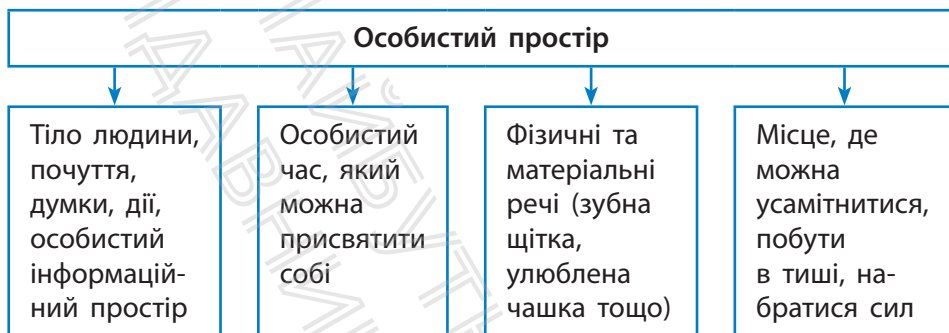 Особистий простір
Тіло людини,
почуття,
думки, дії,
особистий
інформацій-
ний простір
Особистий
час, який
можна
присвятити
собі
Фізичні та
матеріальні
речі (зубна
щітка,
улюблена
чашка тощо)
Місце, де
можна
усамітнитися,
побути
в тиші, на-
братися сил